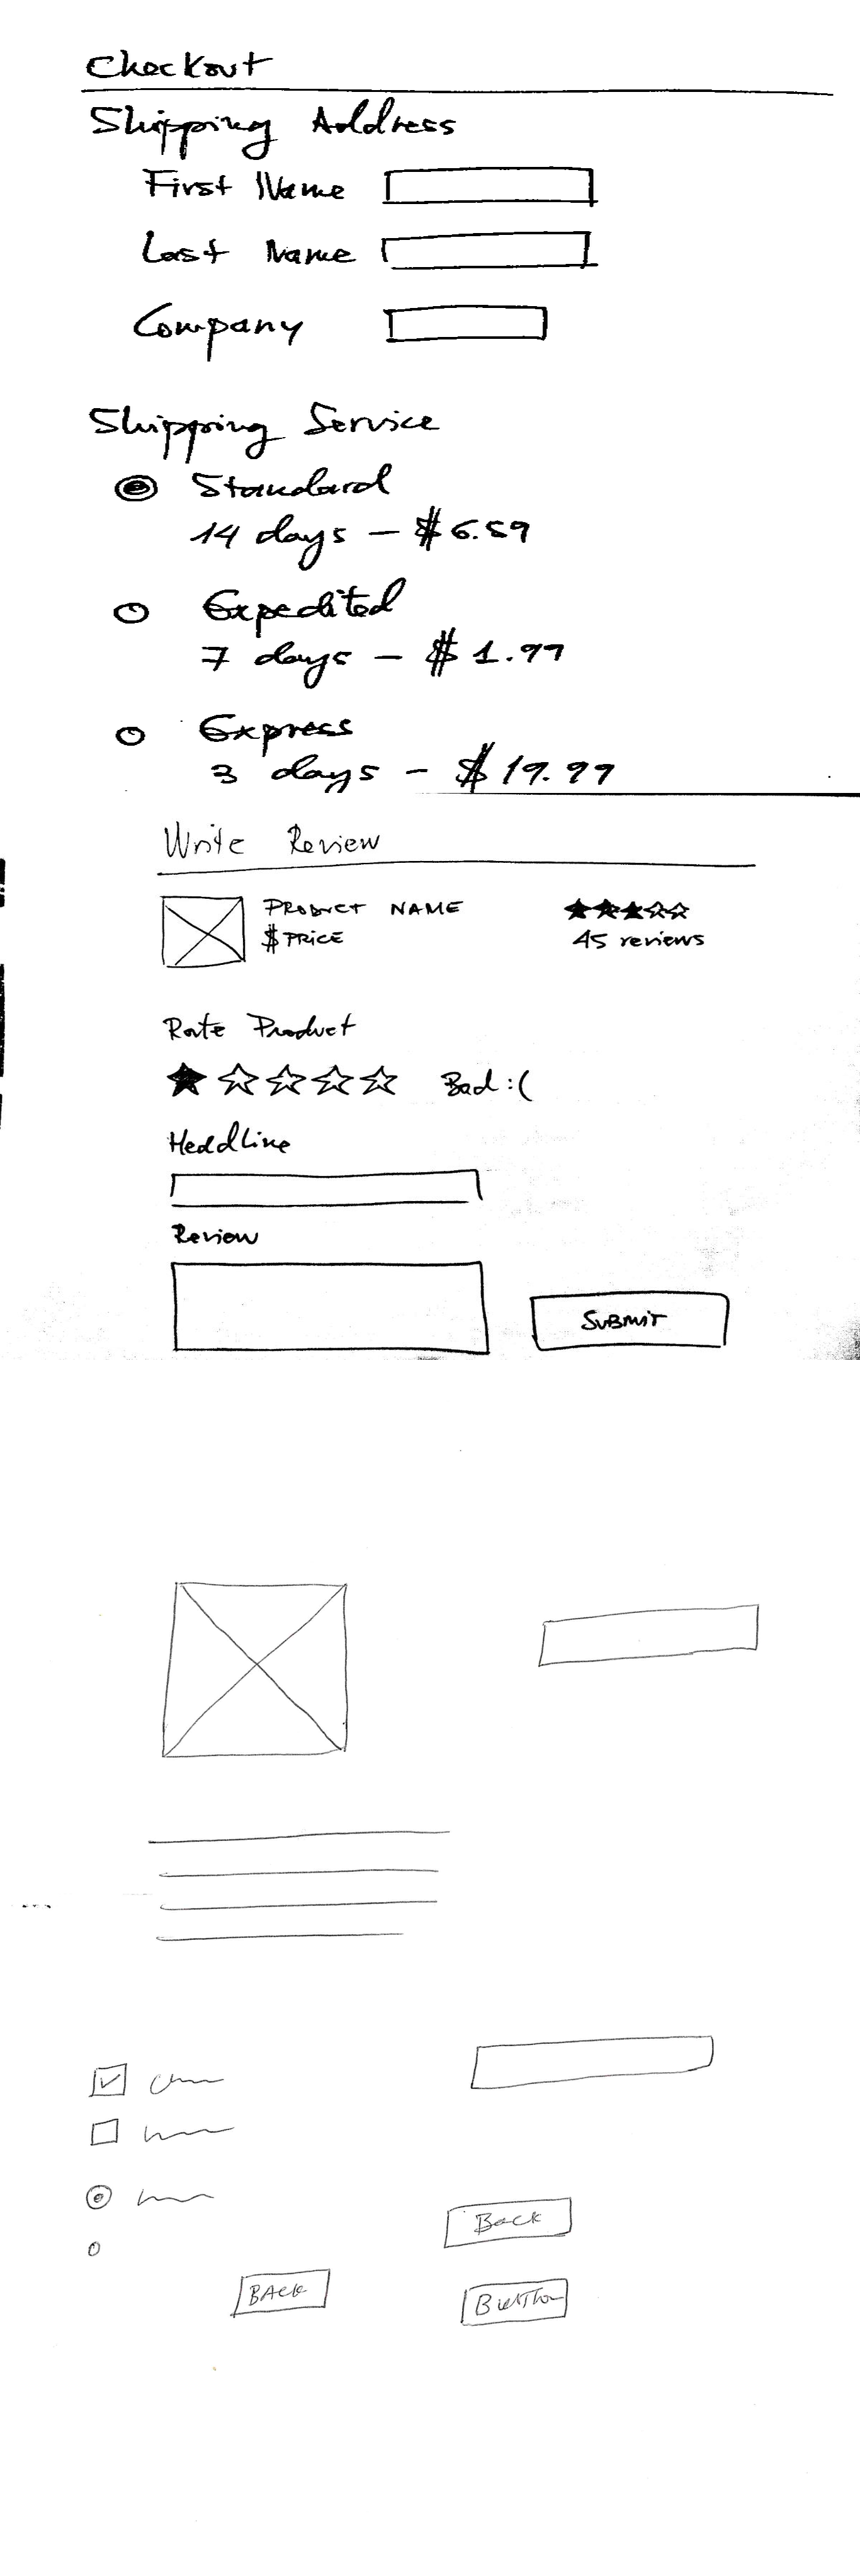 Checkout
Shipping Address
First Name
Last Name
Company
Shipping Service
Standard
14 days – $6.59
Expedited
7 days – $1.99
Express
3 days – $19.99
Write Review
PRODUCT NAME
$ PRICE
45 reviews
Rate Product
Bad :(
Headline
Review
SUBMIT
Back
BACK
Button